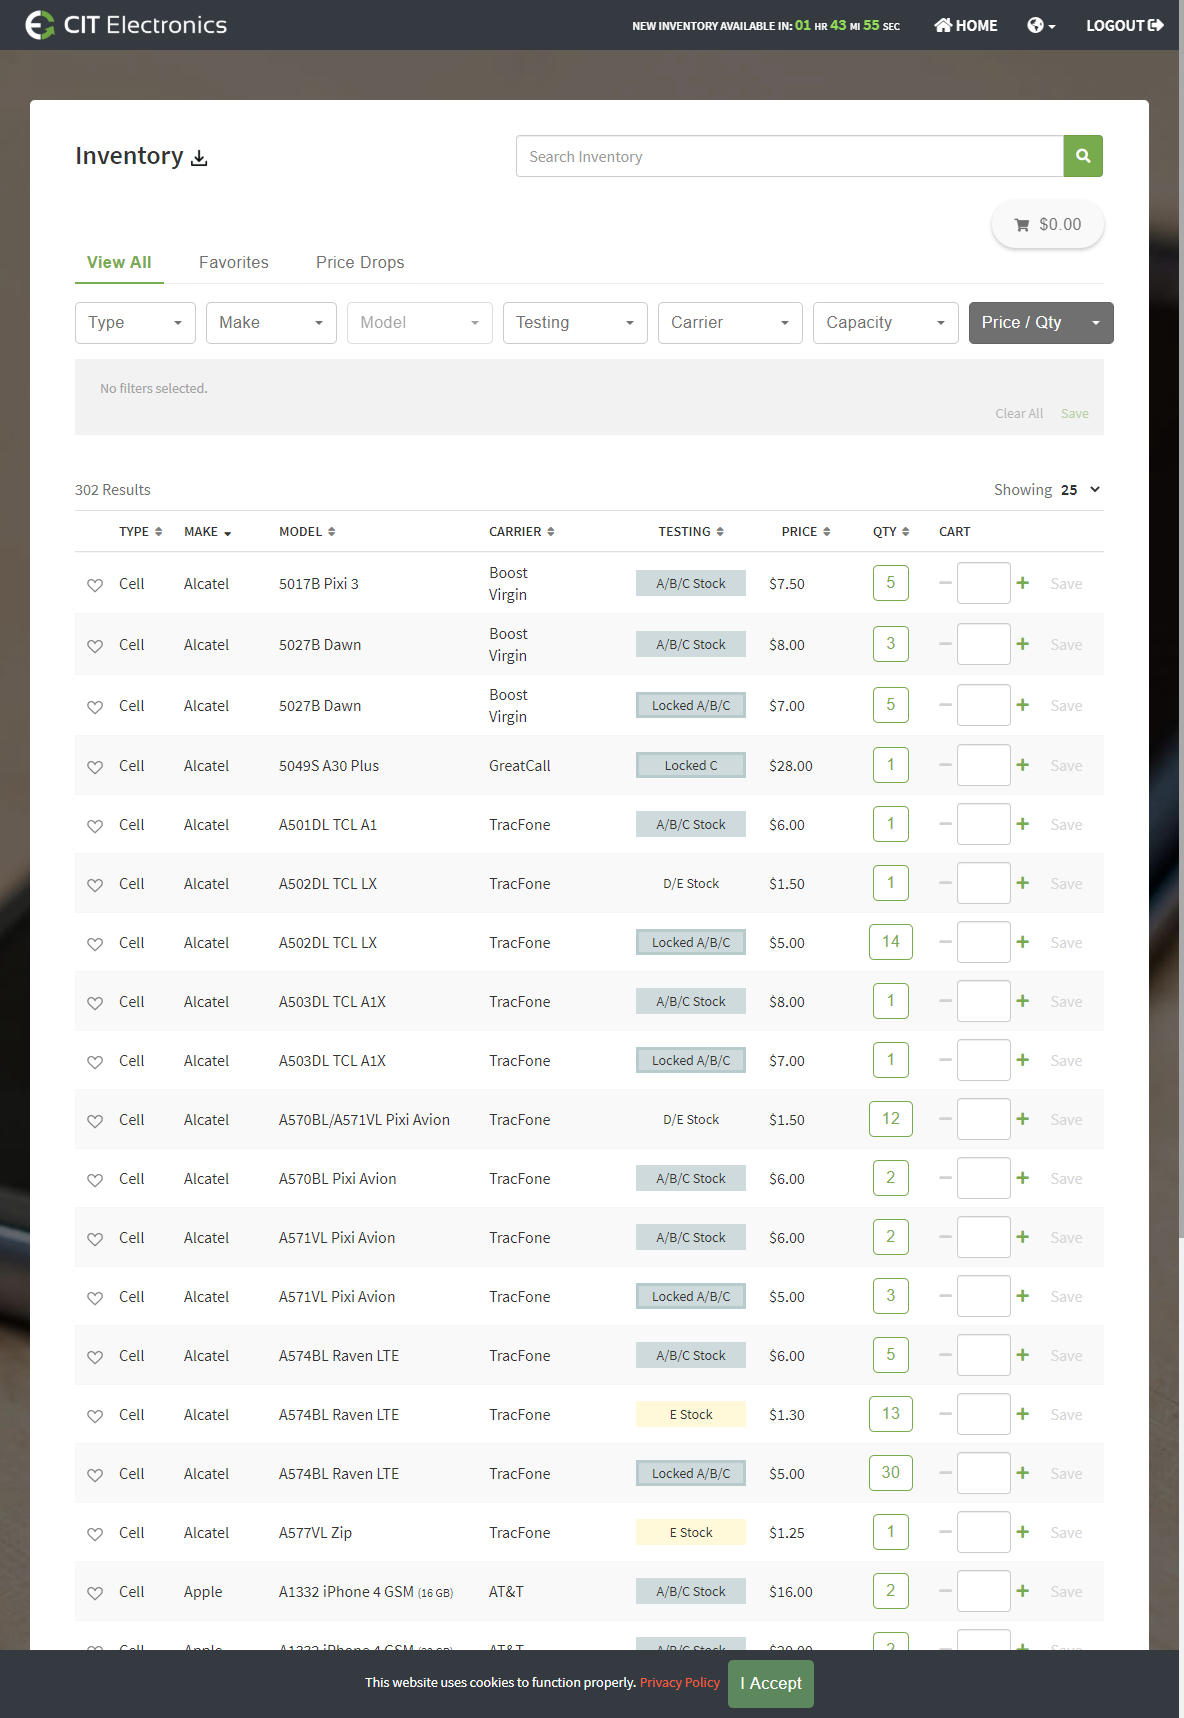 CIT Electronics
NEW INVENTORY AVAILABLE IN: 01 HR 43 MI 55 SEC
HOME
LOGOUT
Inventory
Search Inventory
$0.00
View All Favorites Price Drops
Type Make Model Testing Carrier Capacity Price / Qty
No filters selected.
Clear All Save
302 Results Showing 25
TYPE MAKE MODEL CARRIER TESTING PRICE QTY CART
Cell Alcatel 5017B Pixi 3 Boost Virgin A/B/C Stock $7.50 5 Save
Cell Alcatel 5027B Dawn Boost Virgin A/B/C Stock $8.00 3 Save
Cell Alcatel 5027B Dawn Boost Virgin Locked A/B/C $7.00 5 Save
Cell Alcatel 5049S A30 Plus GreatCall Locked C $28.00 1 Save
Cell Alcatel A501DL TCL A1 TracFone A/B/C Stock $6.00 1 Save
Cell Alcatel A502DL TCL LX TracFone D/E Stock $1.50 1 Save
Cell Alcatel A502DL TCL LX TracFone Locked A/B/C $5.00 14 Save
Cell Alcatel A503DL TCL A1X TracFone A/B/C Stock $8.00 1 Save
Cell Alcatel A503DL TCL A1X TracFone Locked A/B/C $7.00 1 Save
Cell Alcatel A570BL/A571VL Pixi Avion TracFone D/E Stock $1.50 12 Save
Cell Alcatel A570BL Pixi Avion TracFone A/B/C Stock $6.00 2 Save
Cell Alcatel A571VL Pixi Avion TracFone A/B/C Stock $6.00 2 Save
Cell Alcatel A571VL Pixi Avion TracFone Locked A/B/C $5.00 3 Save
Cell Alcatel A574BL Raven LTE TracFone A/B/C Stock $6.00 5 Save
Cell Alcatel A574BL Raven LTE TracFone E Stock $1.30 13 Save
Cell Alcatel A574BL Raven LTE TracFone Locked A/B/C $5.00 30 Save
Cell Alcatel A577VL Zip TracFone E Stock $1.25 1 Save
Cell Apple A1332 iPhone 4 GSM (16 GB) AT&T A/B/C Stock $16.00 2 Save
This website uses cookies to function properly. Privacy Policy I Accept